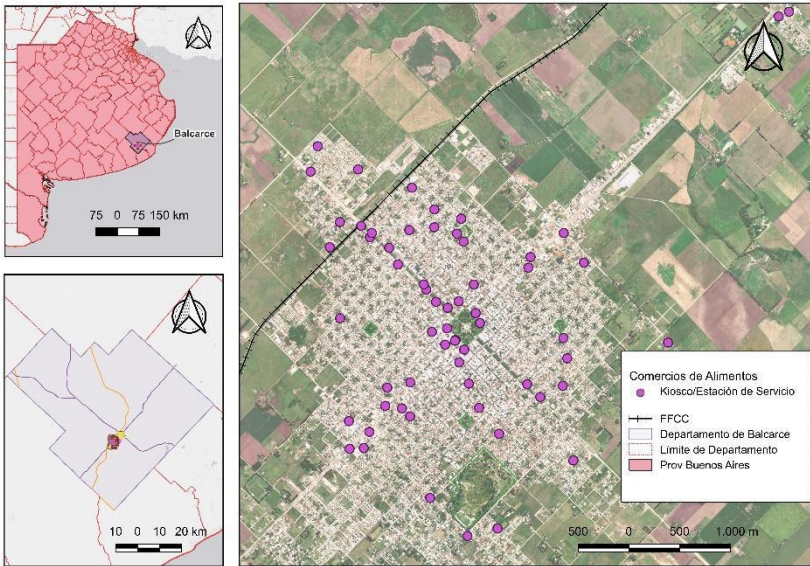 Balcarce
75 0 75 150 km
10 0 10 20 km
Comercios de Alimentos
Kiosco/Estación de Servicio
FFCC
Departamento de Balcarce
Límite de Departamento
Prov Buenos Aires
500 0 500 1.000 m